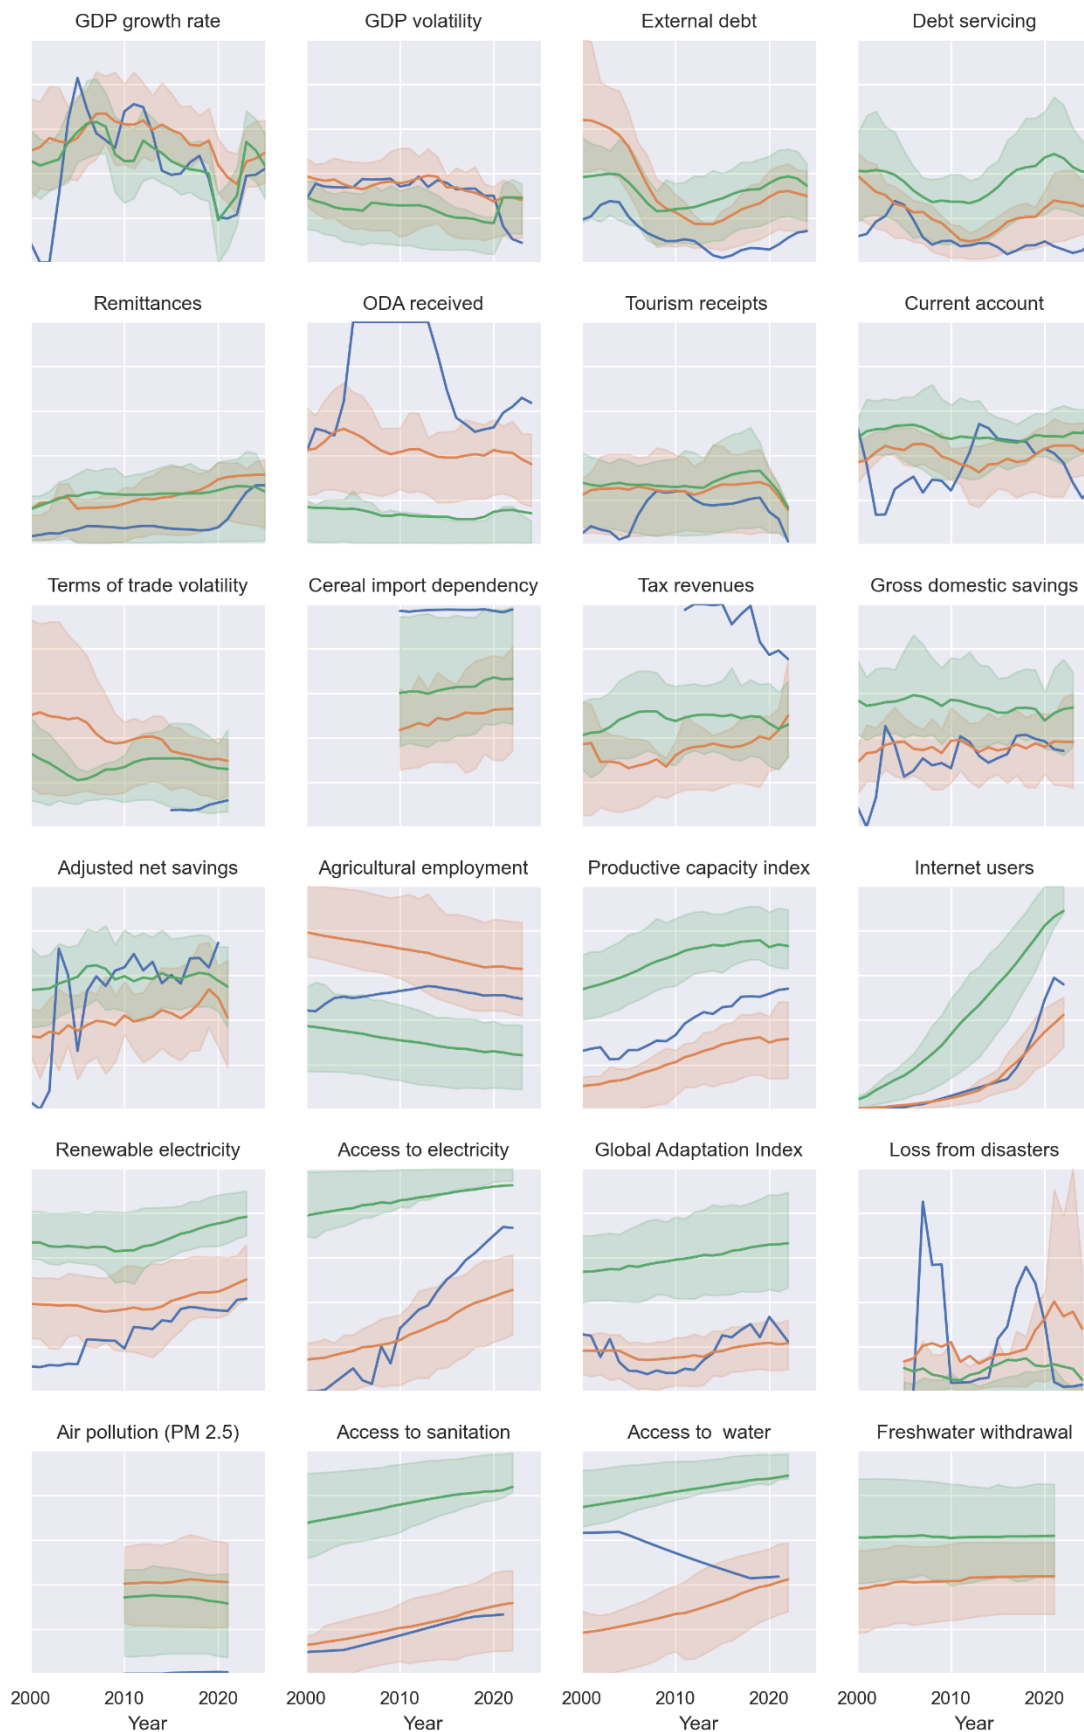 GDP growth rate GDP volatility External debt Debt servicing
Remittances ODA received Tourism receipts Current account
Terms of trade volatility Cereal import dependency Tax revenues Gross domestic savings
Adjusted net savings Agricultural employment Productive capacity index Internet users
Renewable electricity Access to electricity Global Adaptation Index Loss from disasters
Air pollution (PM 2.5) Access to sanitation Access to  water Freshwater withdrawal
2000 2010 2020 2000 2010 2020 2000 2010 2020 2000 2010 2020
Year Year Year Year